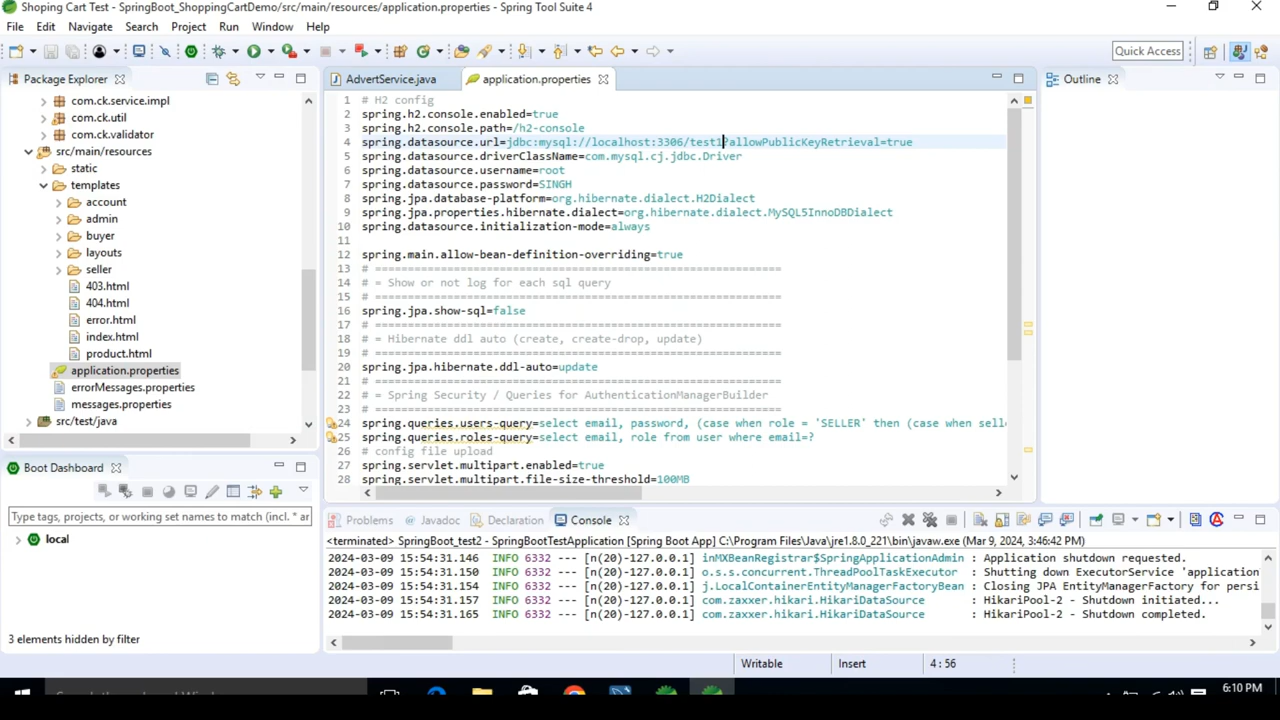 Shoping Cart Test - SpringBoot_ShoppingCartDemo/src/main/resources/application.properties - Spring Tool Suite 4
File Edit Navigate Search Project Run Window Help
Quick Access
Package Explorer
com.ck.service.impl
com.ck.util
com.ck.validator
src/main/resources
static
templates
account
admin
buyer
layouts
seller
403.html
404.html
error.html
index.html
product.html
application.properties
errorMessages.properties
messages.properties
src/test/java
AdvertService.java application.properties
1 # H2 config
2 spring.h2.console.enabled=true
3 spring.h2.console.path=/h2-console
4 spring.datasource.url=jdbc:mysql://localhost:3306/test1?allowPublicKeyRetrieval=true
5 spring.datasource.driverClassName=com.mysql.cj.jdbc.Driver
6 spring.datasource.username=root
7 spring.datasource.password=SINGH
8 spring.jpa.database-platform=org.hibernate.dialect.H2Dialect
9 spring.jpa.properties.hibernate.dialect=org.hibernate.dialect.MySQL5InnoDBDialect
10 spring.datasource.initialization-mode=always
11
12 spring.main.allow-bean-definition-overriding=true
13 # =========================================================
14 # = Show or not log for each sql query
15 # =========================================================
16 spring.jpa.show-sql=false
17 # =========================================================
18 # = Hibernate ddl auto (create, create-drop, update)
19 # =========================================================
20 spring.jpa.hibernate.ddl-auto=update
21 # =========================================================
22 # = Spring Security / Queries for AuthenticationManagerBuilder
23 # =========================================================
24 spring.queries.users-query=select email, password, (case when role = 'SELLER' then (case when sell
25 spring.queries.roles-query=select email, role from user where email=?
26 # config file upload
27 spring.servlet.multipart.enabled=true
28 spring.servlet.multipart.file-size-threshold=100MB
Outline
Boot Dashboard
Type tags, projects, or working set names to match (incl. * ar
local
3 elements hidden by filter
Problems Javadoc Declaration Console
<terminated> SpringBoot_test2 - SpringBootTestApplication [Spring Boot App] C:\Program Files\Java\jre1.8.0_221\bin\javaw.exe (Mar 9, 2024, 3:46:42 PM)
2024-03-09 15:54:31.146 INFO 6332 --- [n(20)-127.0.0.1] inMXBeanRegistrar$SpringApplicationAdmin : Application shutdown requested.
2024-03-09 15:54:31.150 INFO 6332 --- [n(20)-127.0.0.1] o.s.s.concurrent.ThreadPoolTaskExecutor : Shutting down ExecutorService 'application
2024-03-09 15:54:31.154 INFO 6332 --- [n(20)-127.0.0.1] j.LocalContainerEntityManagerFactoryBean : Closing JPA EntityManagerFactory for persi
2024-03-09 15:54:31.157 INFO 6332 --- [n(20)-127.0.0.1] com.zaxxer.hikari.HikariDataSource : HikariPool-2 - Shutdown initiated...
2024-03-09 15:54:31.165 INFO 6332 --- [n(20)-127.0.0.1] com.zaxxer.hikari.HikariDataSource : HikariPool-2 - Shutdown completed.
Writable Insert 4 : 56
6:10 PM